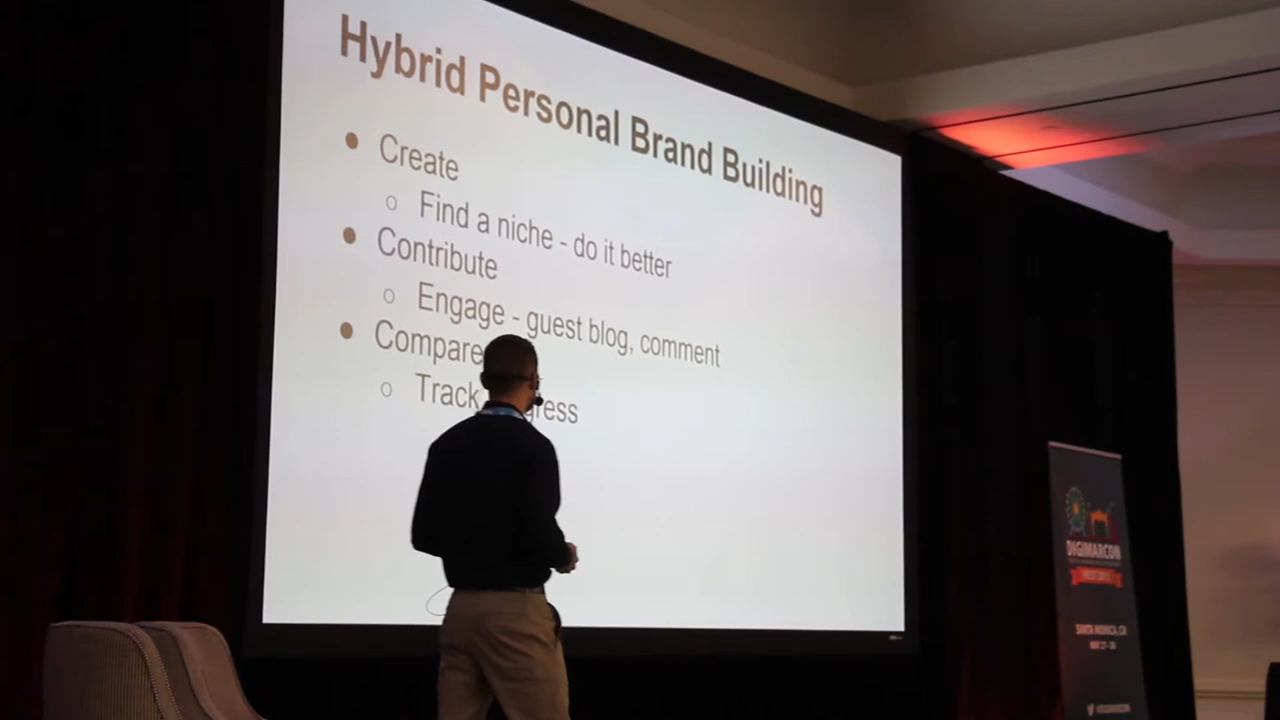 Hybrid Personal Brand Building
Create
Find a niche - do it better
Contribute
Engage - guest blog, comment
Compare
Track ress
DIGIMARCON
SANTA MONICA, CA